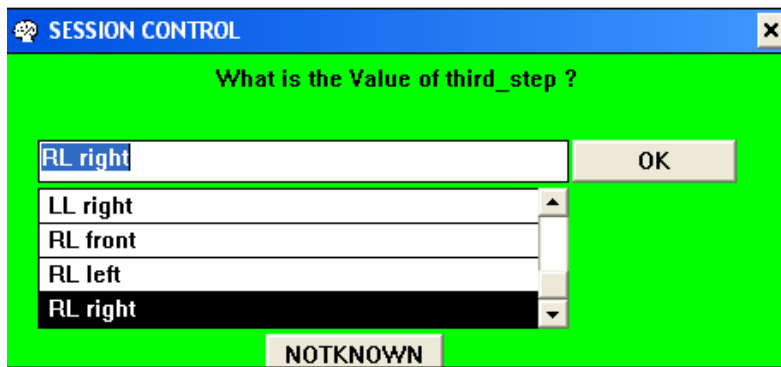 SESSION CONTROL
What is the Value of third_step ?
RL right
OK
LL right
RL front
RL left
RL right
NOTKNOWN